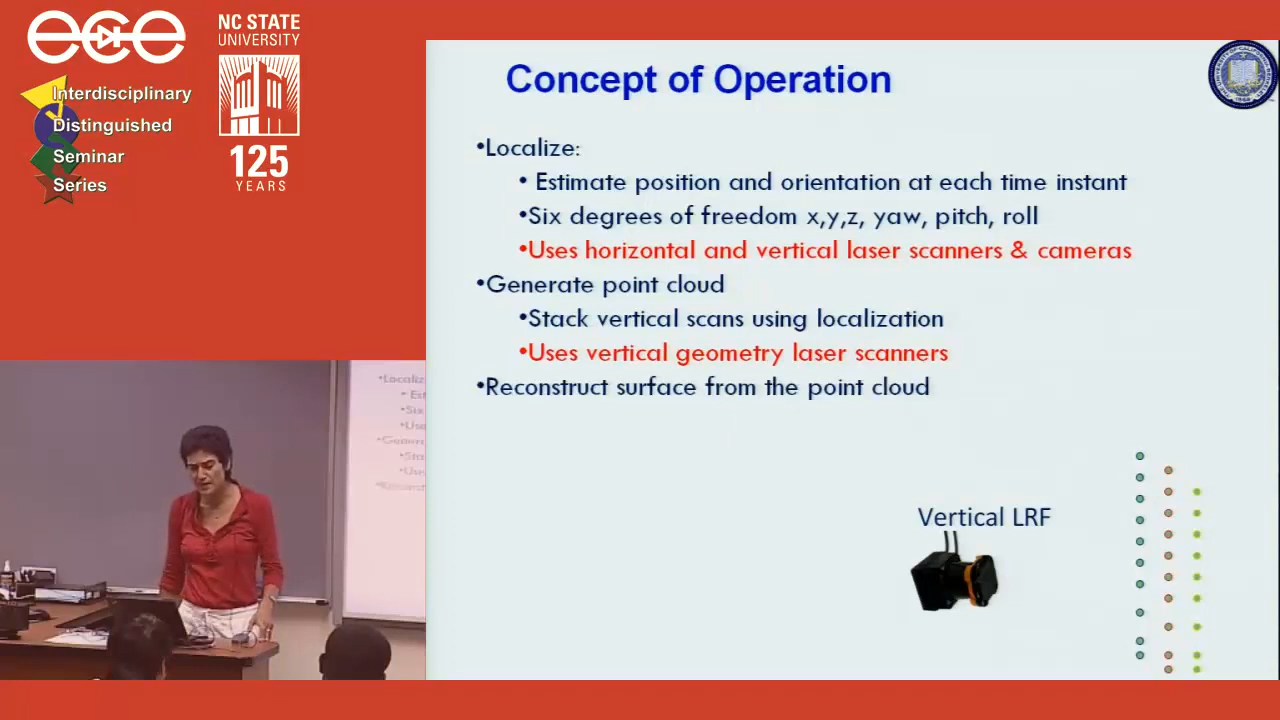 ece
NC STATE
UNIVERSITY
125
YEARS
Interdisciplinary
Distinguished
Seminar
Series
Concept of Operation
•Localize:
• Estimate position and orientation at each time instant
•Six degrees of freedom x,y,z, yaw, pitch, roll
•Uses horizontal and vertical laser scanners & cameras
•Generate point cloud
•Stack vertical scans using localization
•Uses vertical geometry laser scanners
•Reconstruct surface from the point cloud
Vertical LRF